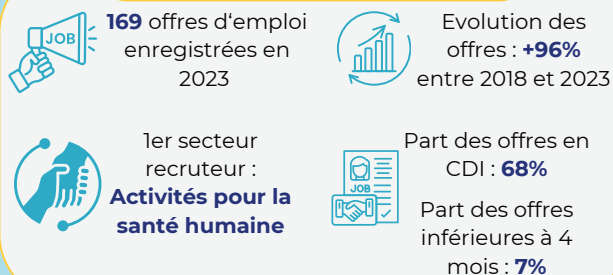 JOB
169 offres d‘emploi
enregistrées en
2023
Evolution des
offres : +96%
entre 2018 et 2023
1er secteur
recruteur :
Activités pour la
santé humaine
JOB
Part des offres en
CDI : 68%
Part des offres
inférieures à 4
mois : 7%